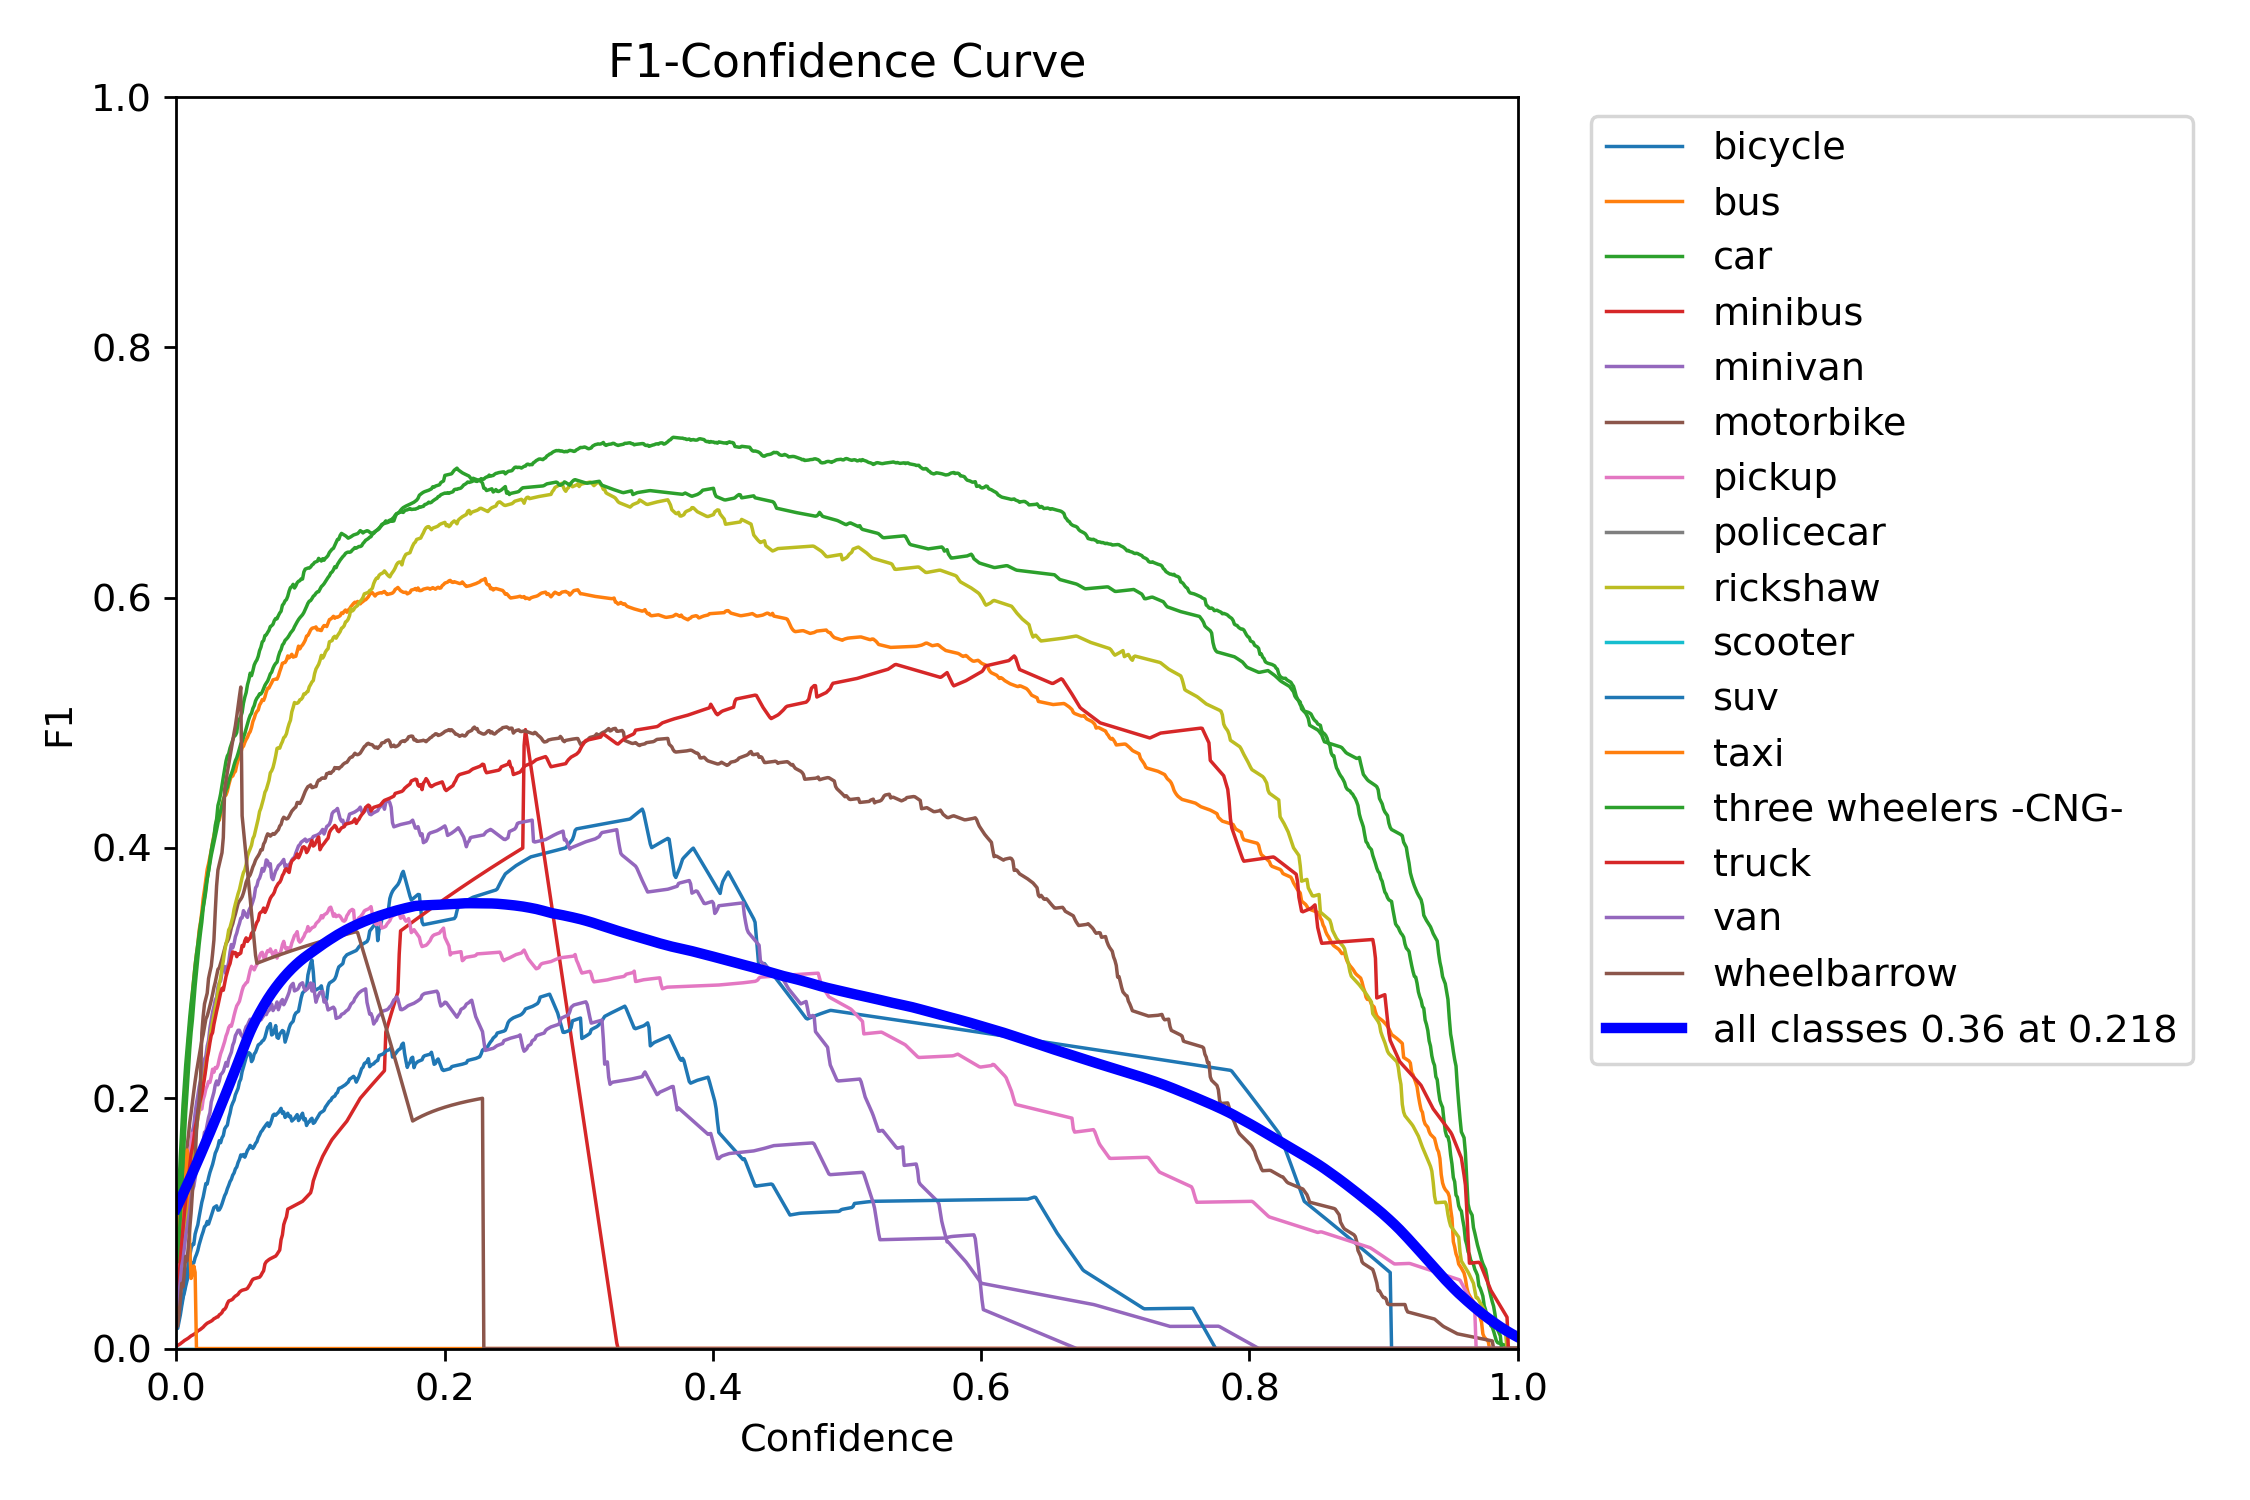 F1-Confidence Curve
1.0
0.8
0.6
0.4
0.2
0.0
F1
0.0 0.2 0.4 0.6 0.8 1.0
Confidence
bicycle
bus
car
minibus
minivan
motorbike
pickup
policecar
rickshaw
scooter
suv
taxi
three wheelers -CNG-
truck
van
wheelbarrow
all classes 0.36 at 0.218